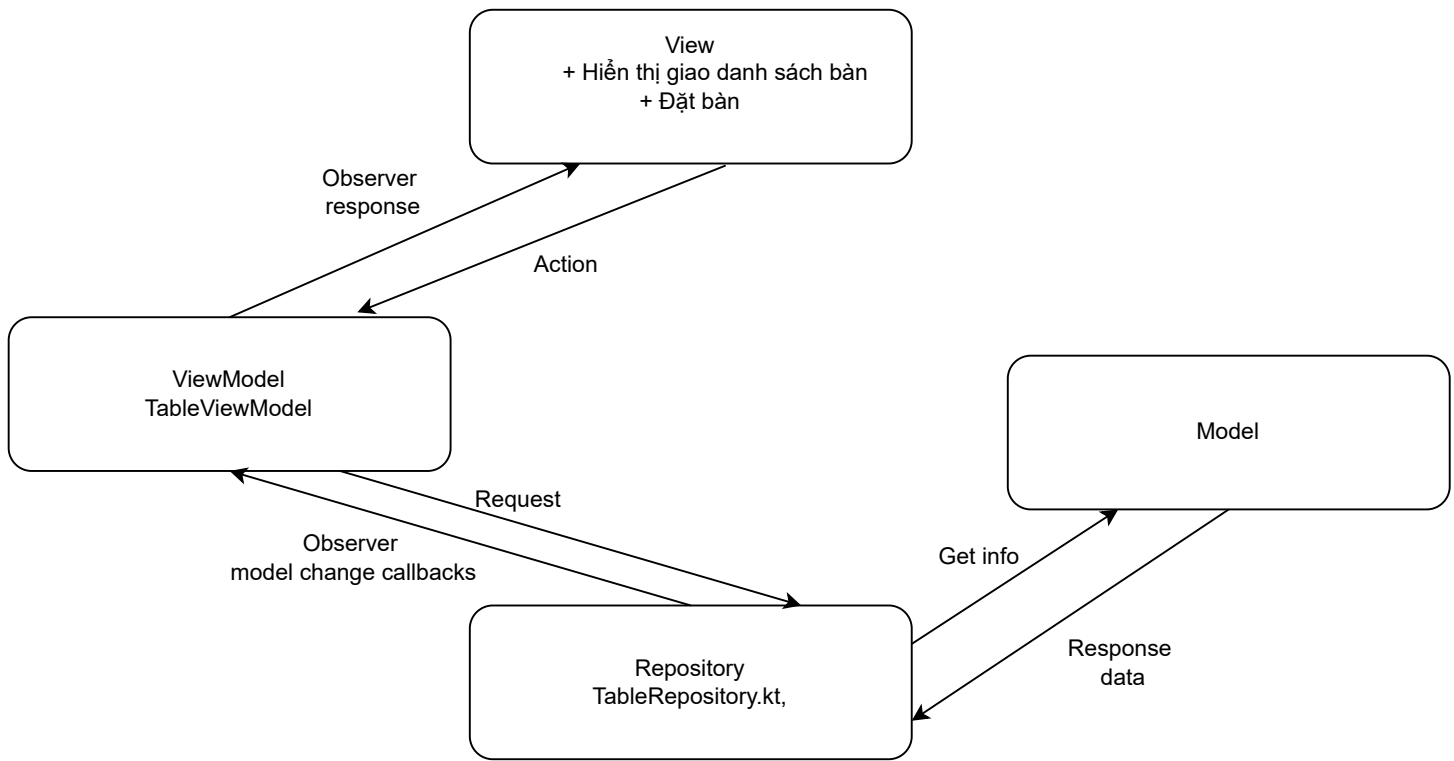 View
+ Hiển thị giao danh sách bàn
+ Đặt bàn
Observer
response
Action
ViewModel
TableViewModel
Model
Request
Observer
model change callbacks
Get info
Repository
TableRepository.kt,
Response
data